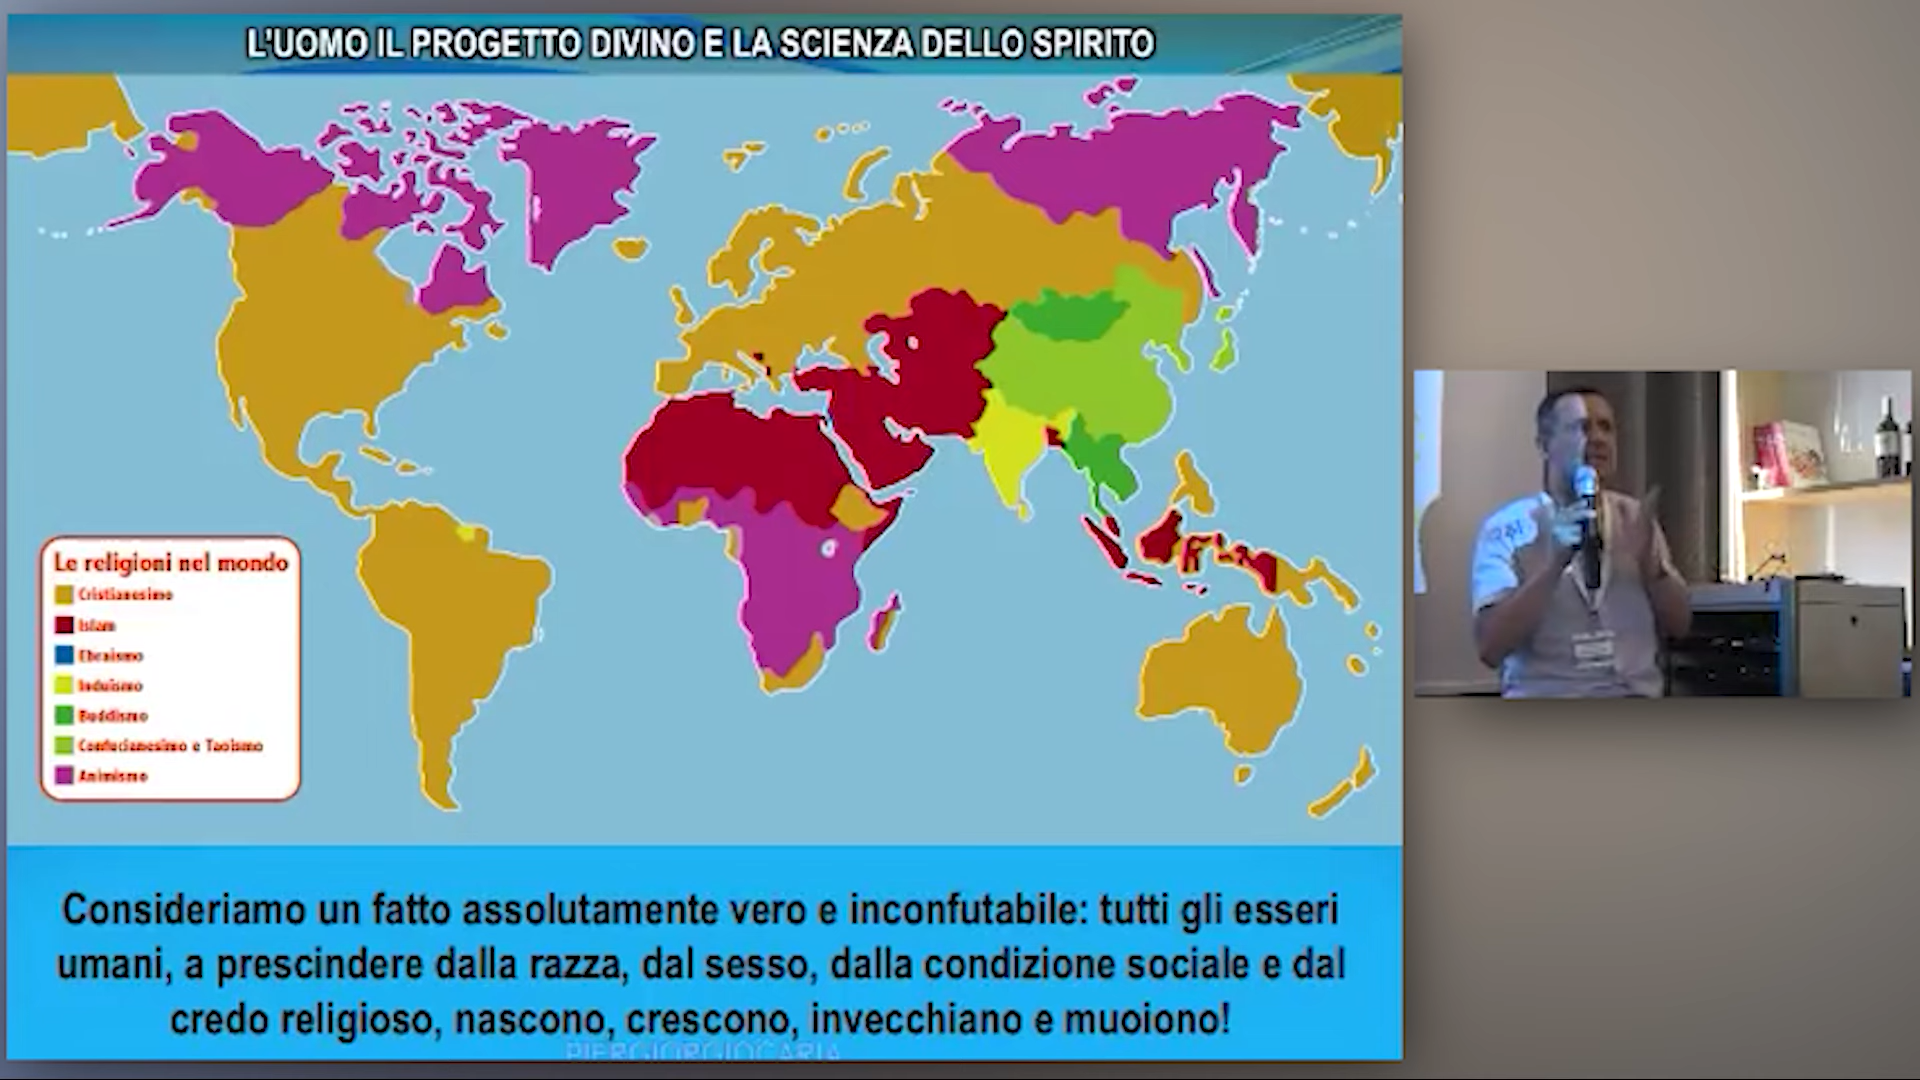 L'UOMO IL PROGETTO DIVINO E LA SCIENZA DELLO SPIRITO
Le religioni nel mondo
Cristianesimo
Islam
Ebraismo
Induismo
Buddismo
Confucianesimo e Taoismo
Animismo
Consideriamo un fatto assolutamente vero e inconfutabile: tutti gli esseri
umani, a prescindere dalla razza, dal sesso, dalla condizione sociale e dal
credo religioso, nascono, crescono, invecchiano e muoiono!
PIERGIORGIOCARIA